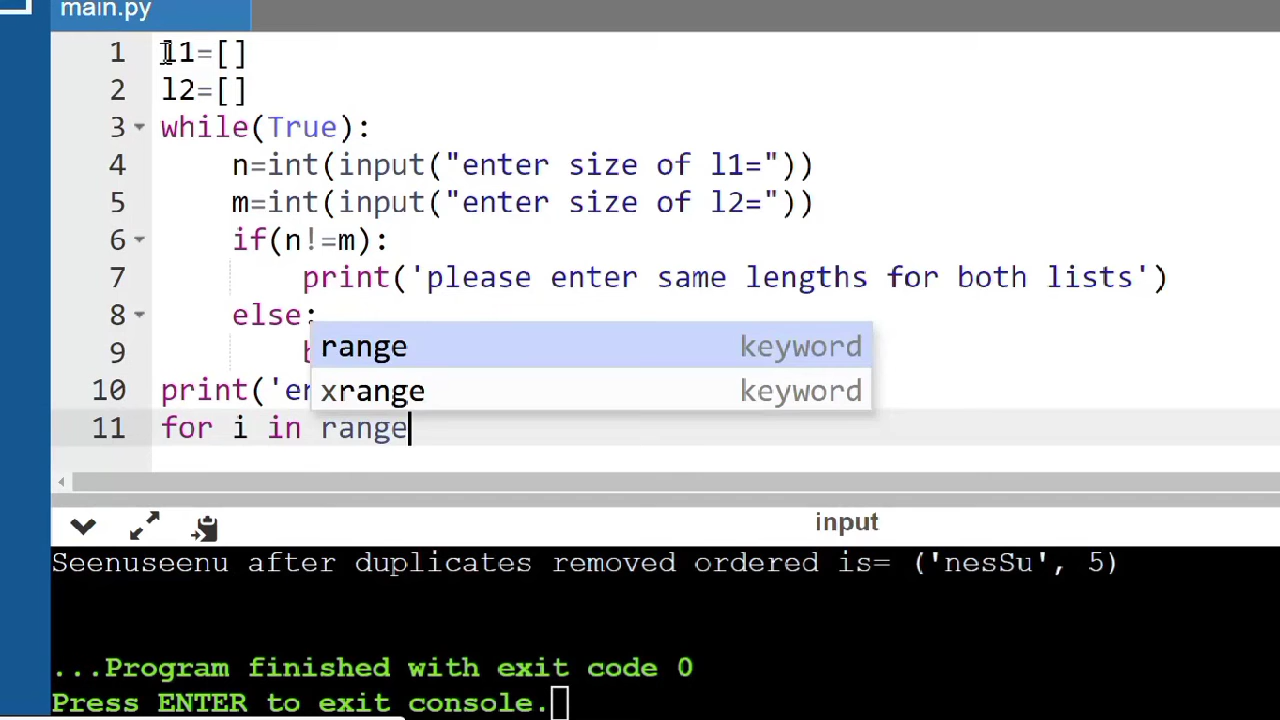 main.py
1 l1=[]
2 l2=[]
3 while(True):
4 n=int(input("enter size of l1="))
5 m=int(input("enter size of l2="))
6 if(n!=m):
7 print('please enter same lengths for both lists')
8 else:
9
range keyword
10 print('en
xrange keyword
11 for i in range
input
Seenuseenu after duplicates removed ordered is= ('nesSu', 5)
...Program finished with exit code 0
Press ENTER to exit console.